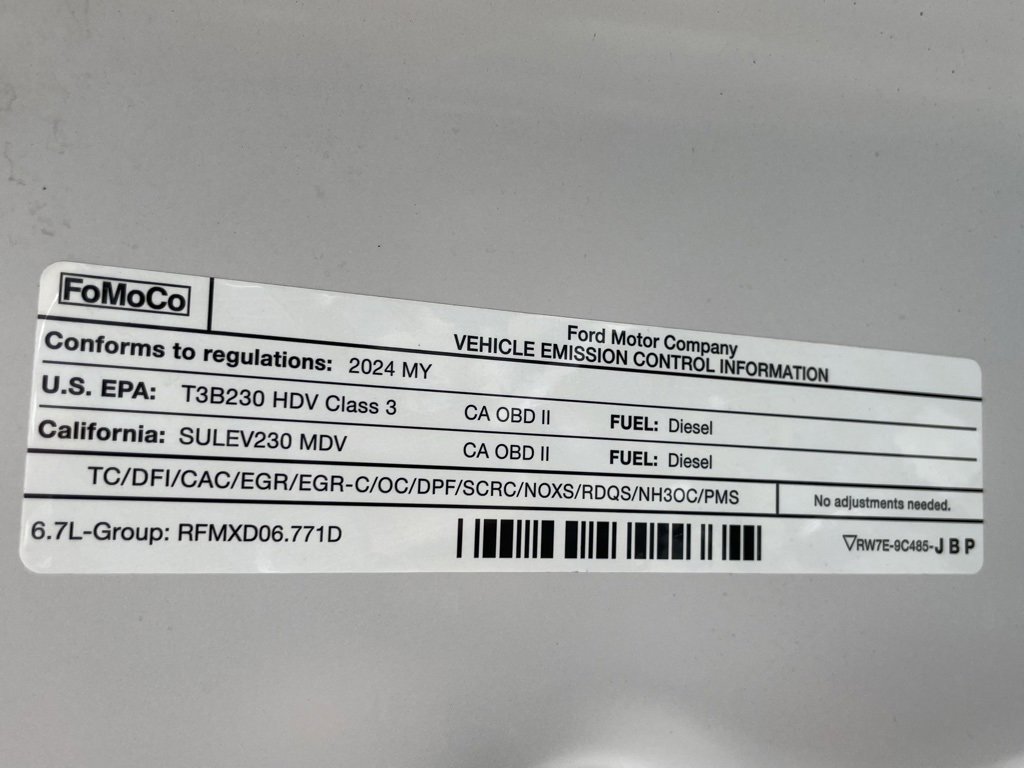 FoMoCo
Ford Motor Company
VEHICLE EMISSION CONTROL INFORMATION
Conforms to regulations: 2024 MY
U.S. EPA: T3B230 HDV Class 3 CA OBD II FUEL: Diesel
California: SULEV230 MDV CA OBD II FUEL: Diesel
TC/DFI/CAC/EGR/EGR-C/OC/DPF/SCRC/NOXS/RDQS/NH3OC/PMS No adjustments needed.
6.7L-Group: RFMXD06.771D ▽RW7E-9C485-J B P